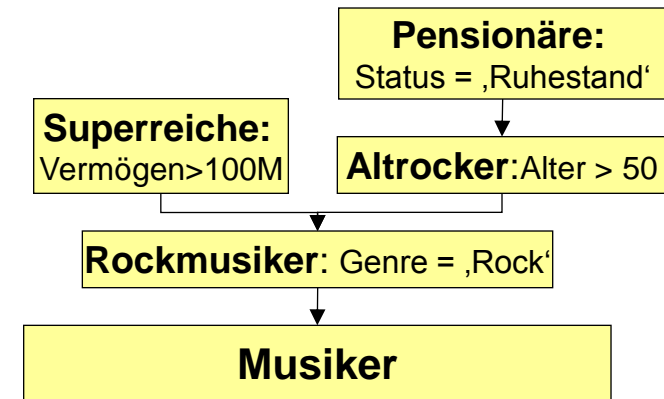 Pensionäre:
Status = ‚Ruhestand‘
Superreiche:
Vermögen>100M
Altrocker:Alter > 50
Rockmusiker: Genre = ‚Rock‘
Musiker